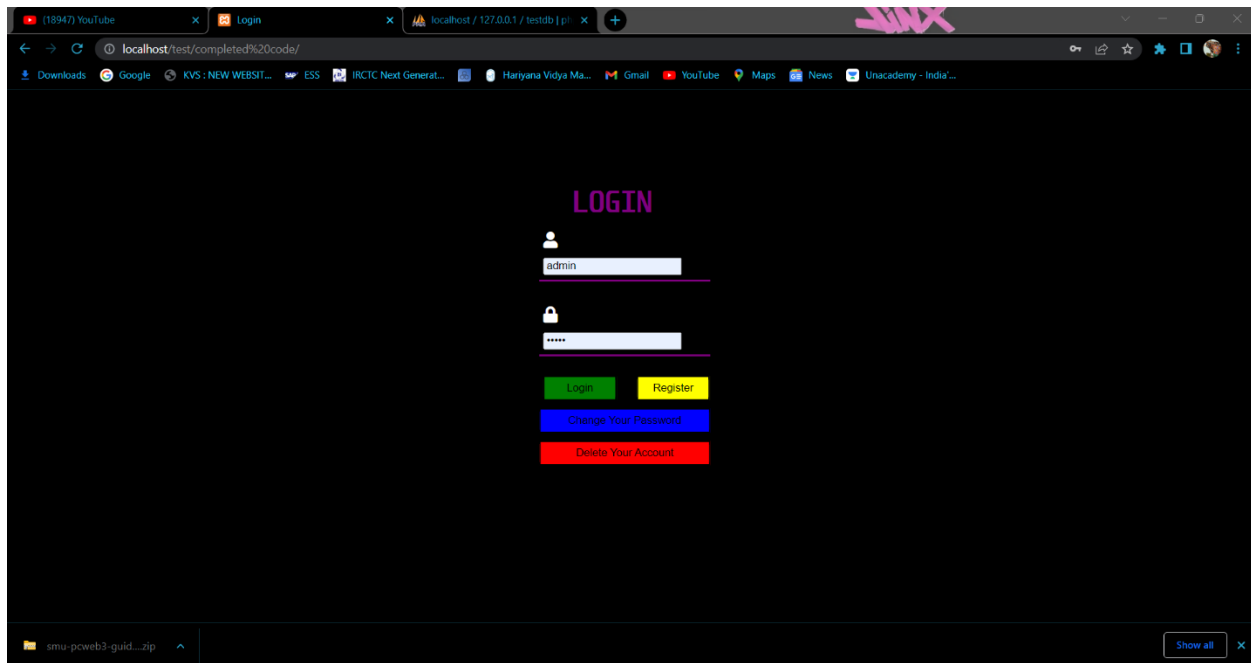 (18947) YouTube
Login
localhost / 127.0.0.1 / testdb | ph
JINX
localhost/test/completed%20code/
Downloads
Google
KVS : NEW WEBSIT...
ESS
IRCTC Next Generat...
Hariyana Vidya Ma...
Gmail
YouTube
Maps
News
Unacademy - India'...
LOGIN
admin
•••••
Login
Register
Change Your Password
Delete Your Account
smu-pcweb3-guid....zip
Show all